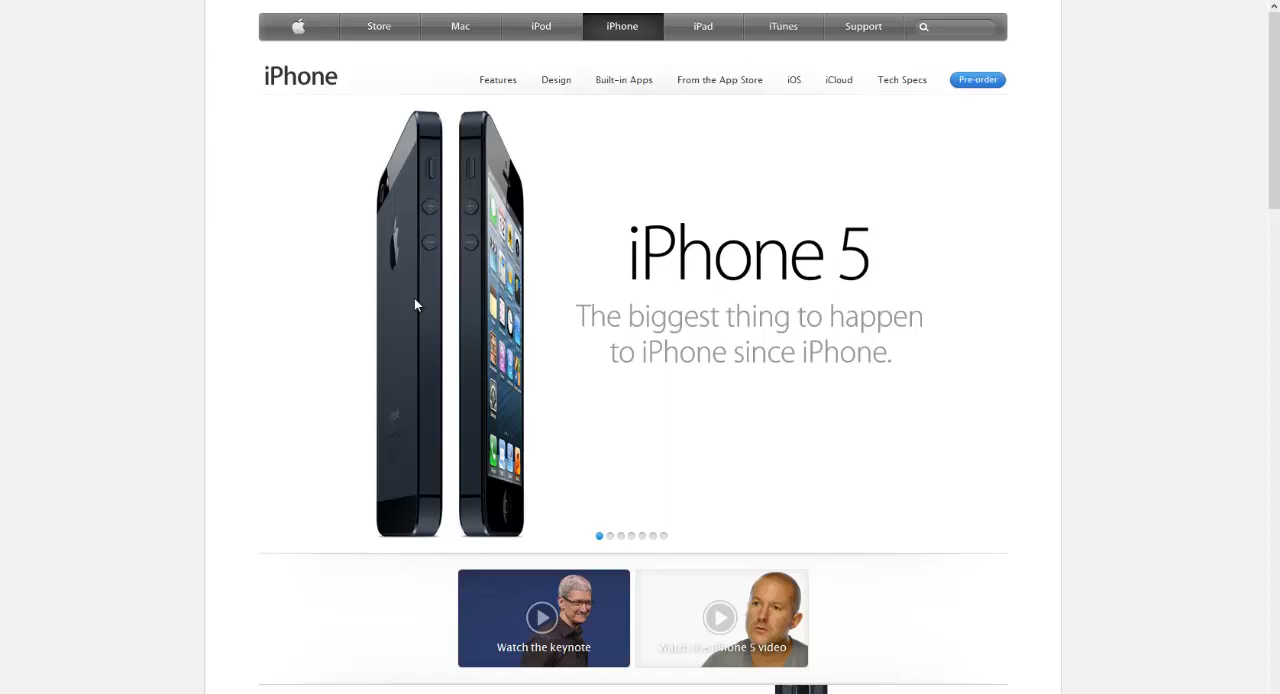 Store
Mac
iPod
iPhone
iPad
iTunes
Support
iPhone
Features
Design
Built-in Apps
From the App Store
iOS
iCloud
Tech Specs
Pre-order
iPhone 5
The biggest thing to happen
to iPhone since iPhone.
Watch the keynote
Watch the iPhone 5 video